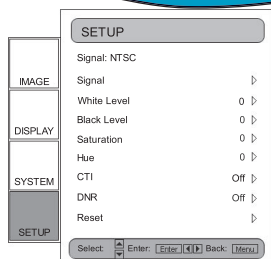 SETUP
Signal: NTSC
IMAGE
Signal
White Level 0
Black Level 0
DISPLAY
Saturation 0
Hue 0
SYSTEM
CTI Off
DNR Off
SETUP
Reset
Select: Enter: Enter Back: Menu